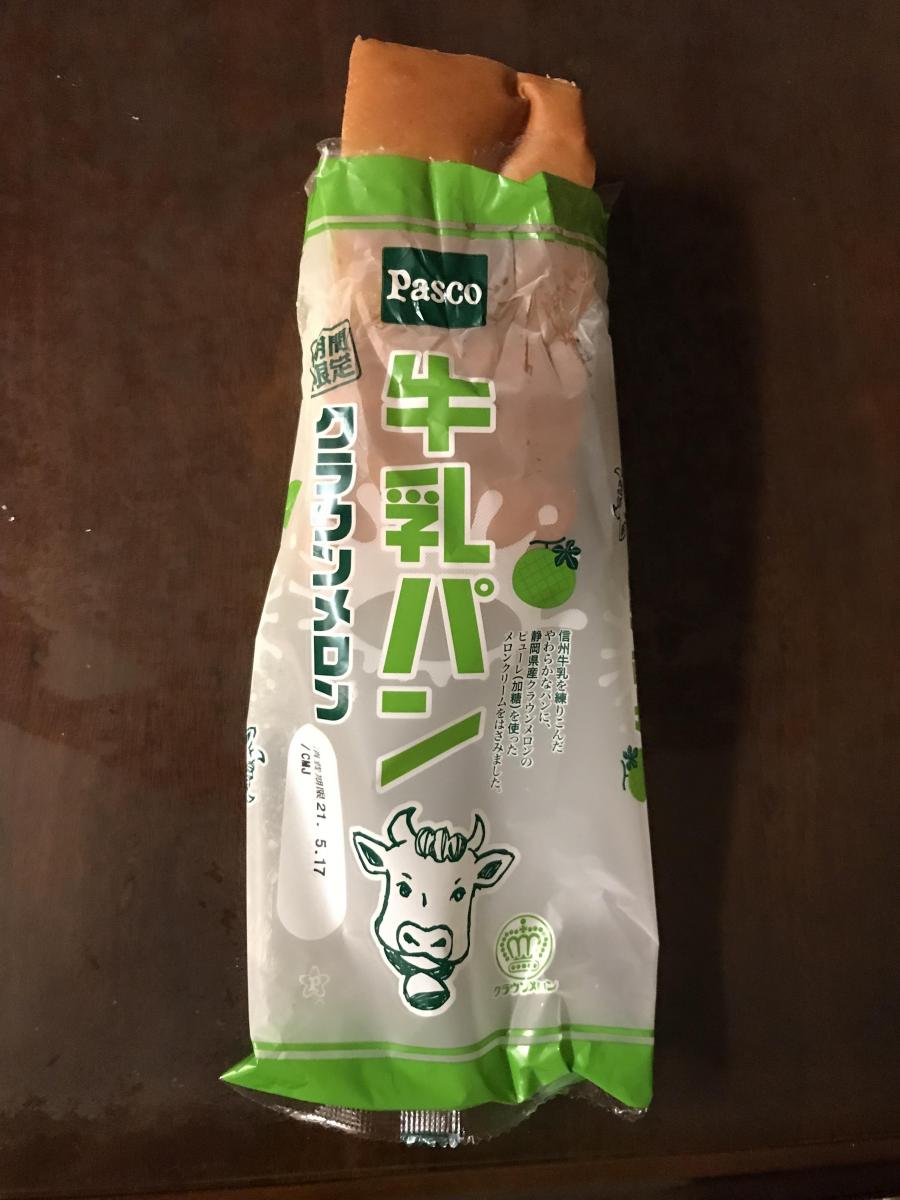 Pasco
期間
限定
牛乳パン
クラウンメロン
信州牛乳を練りこんだ
やわらかなパンに、
静岡県産クラウンメロンの
ピューレ(加糖)を使った
メロンクリームをはさみました。
消費期限 21. 5.17
/CMJ
クラウンメロン